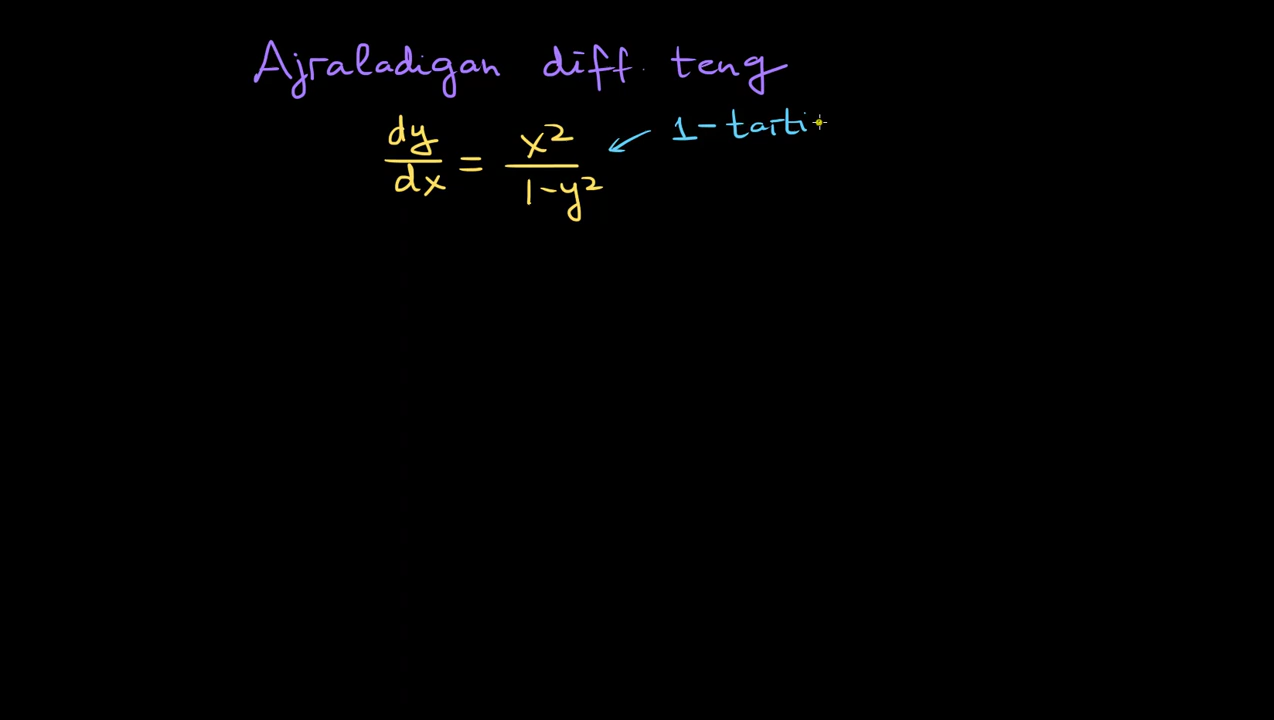 Ajraladigan diff. teng
dy/dx = x²/(1-y²) 1-tarti